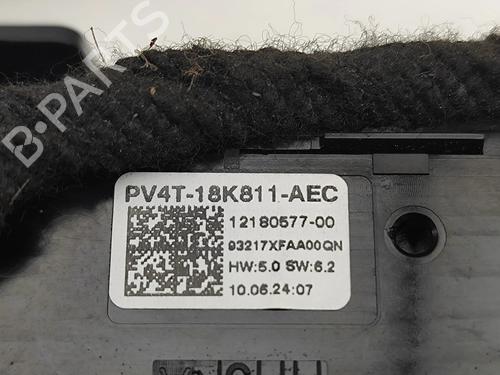 B-PARTS
PV4T-18K811-AEC
12180577-00
93217XFAA00QN
HW:5.0 SW:6.2
10.06.24:07